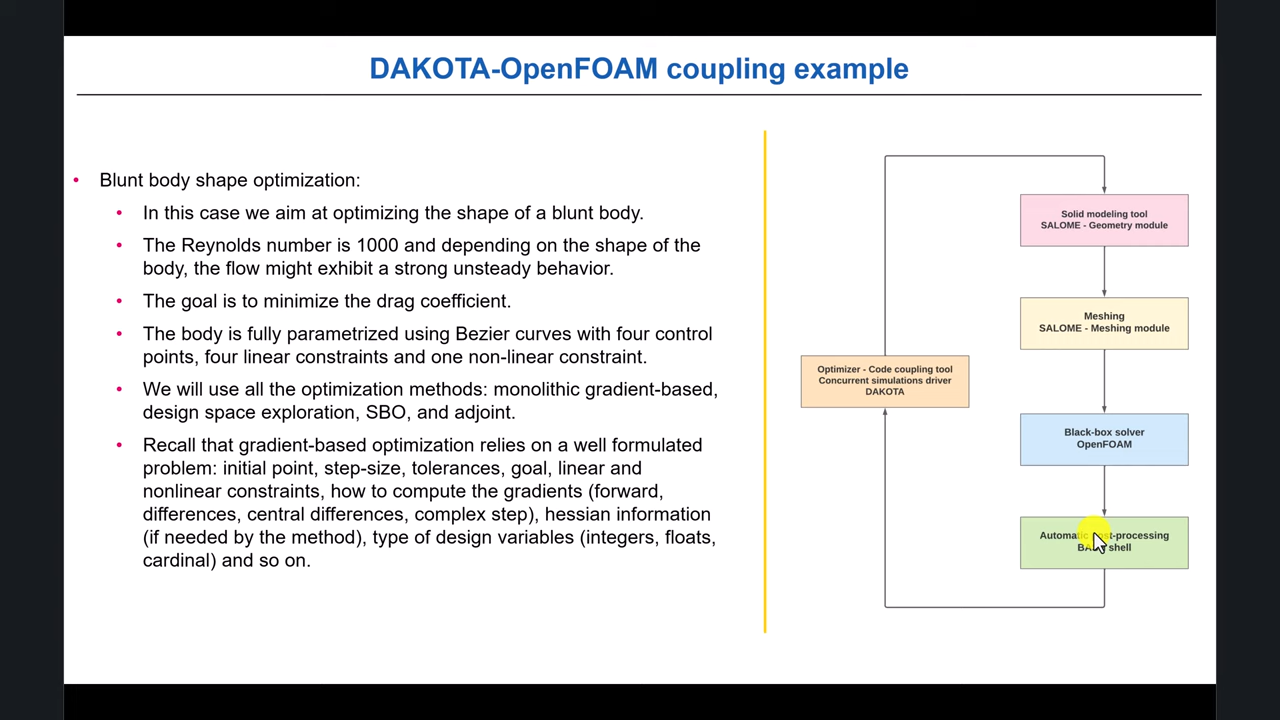 DAKOTA-OpenFOAM coupling example
• Blunt body shape optimization:
• In this case we aim at optimizing the shape of a blunt body.
• The Reynolds number is 1000 and depending on the shape of the
body, the flow might exhibit a strong unsteady behavior.
• The goal is to minimize the drag coefficient.
• The body is fully parametrized using Bezier curves with four control
points, four linear constraints and one non-linear constraint.
• We will use all the optimization methods: monolithic gradient-based,
design space exploration, SBO, and adjoint.
• Recall that gradient-based optimization relies on a well formulated
problem: initial point, step-size, tolerances, goal, linear and
nonlinear constraints, how to compute the gradients (forward,
differences, central differences, complex step), hessian information
(if needed by the method), type of design variables (integers, floats,
cardinal) and so on.
Solid modeling tool
SALOME - Geometry module
Meshing
SALOME - Meshing module
Optimizer - Code coupling tool
Concurrent simulations driver
DAKOTA
Black-box solver
OpenFOAM
Automatic post-processing
shell